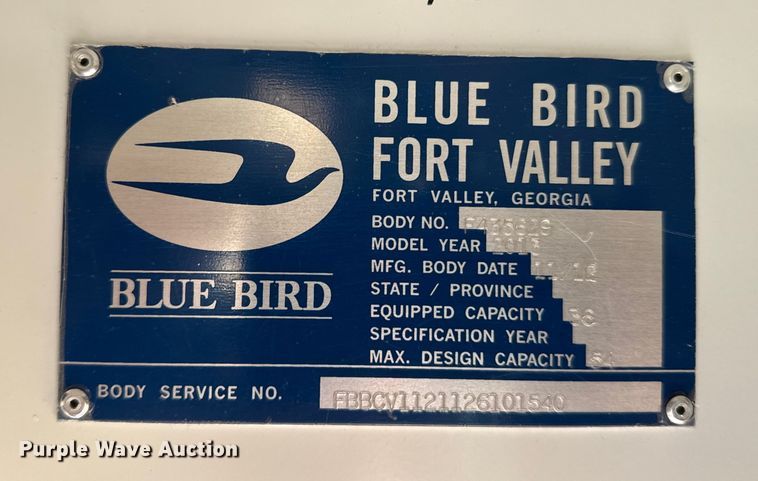 BLUE BIRD
FORT VALLEY
FORT VALLEY, GEORGIA
BODY NO.
MODEL YEAR
MFG. BODY DATE
STATE / PROVINCE
EQUIPPED CAPACITY
SPECIFICATION YEAR
MAX. DESIGN CAPACITY
BLUE BIRD
BODY SERVICE NO. FBBCV1121126101540
Purple Wave Auction